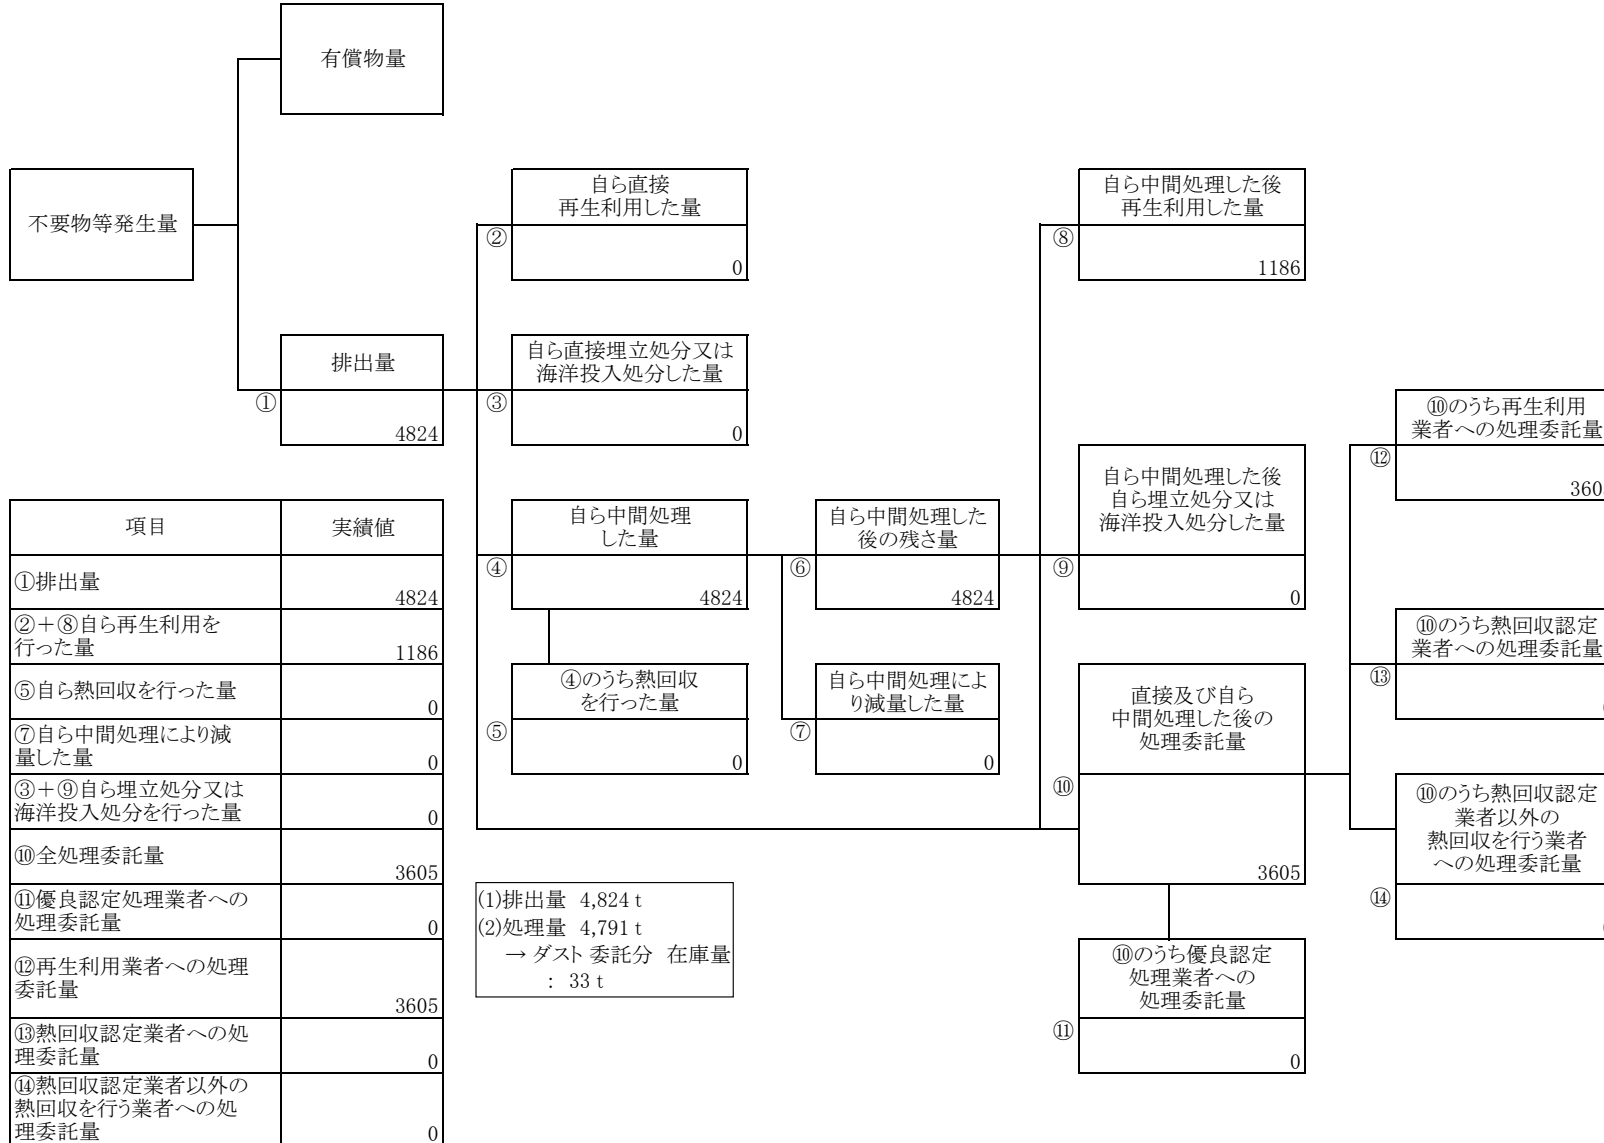 有償物量
不要物等発生量
自ら直接
再生利用した量
②
0
自ら中間処理した後
再生利用した量
⑧
1186
排出量
①
4824
自ら直接埋立処分又は
海洋投入処分した量
③
0
⑩のうち再生利用
業者への処理委託量
⑫
自ら中間処理
した量
④
4824
自ら中間処理した
後の残さ量
⑥
4824
自ら中間処理した後
自ら埋立処分又は
海洋投入処分した量
⑨
0
④のうち熱回収
を行った量
⑤
0
自ら中間処理によ
り減量した量
⑦
0
直接及び自ら
中間処理した後の
処理委託量
⑩
3605
⑩のうち熱回収認定
業者への処理委託量
⑬
⑩のうち熱回収認定
業者以外の
熱回収を行う業者
への処理委託量
⑭
⑩のうち優良認定
処理業者への
処理委託量
⑪
0
項目 実績値
①排出量
4824
②+⑧自ら再生利用を
行った量
1186
⑤自ら熱回収を行った量
0
⑦自ら中間処理により減
量した量
0
③+⑨自ら埋立処分又は
海洋投入処分を行った量
0
⑩全処理委託量
3605
⑪優良認定処理業者への
処理委託量
0
⑫再生利用業者への処理
委託量
3605
⑬熱回収認定業者への処
理委託量
0
⑭熱回収認定業者以外の
熱回収を行う業者への処
理委託量
0
(1)排出量 4,824 t
(2)処理量 4,791 t
→ ダスト 委託分 在庫量
: 33 t